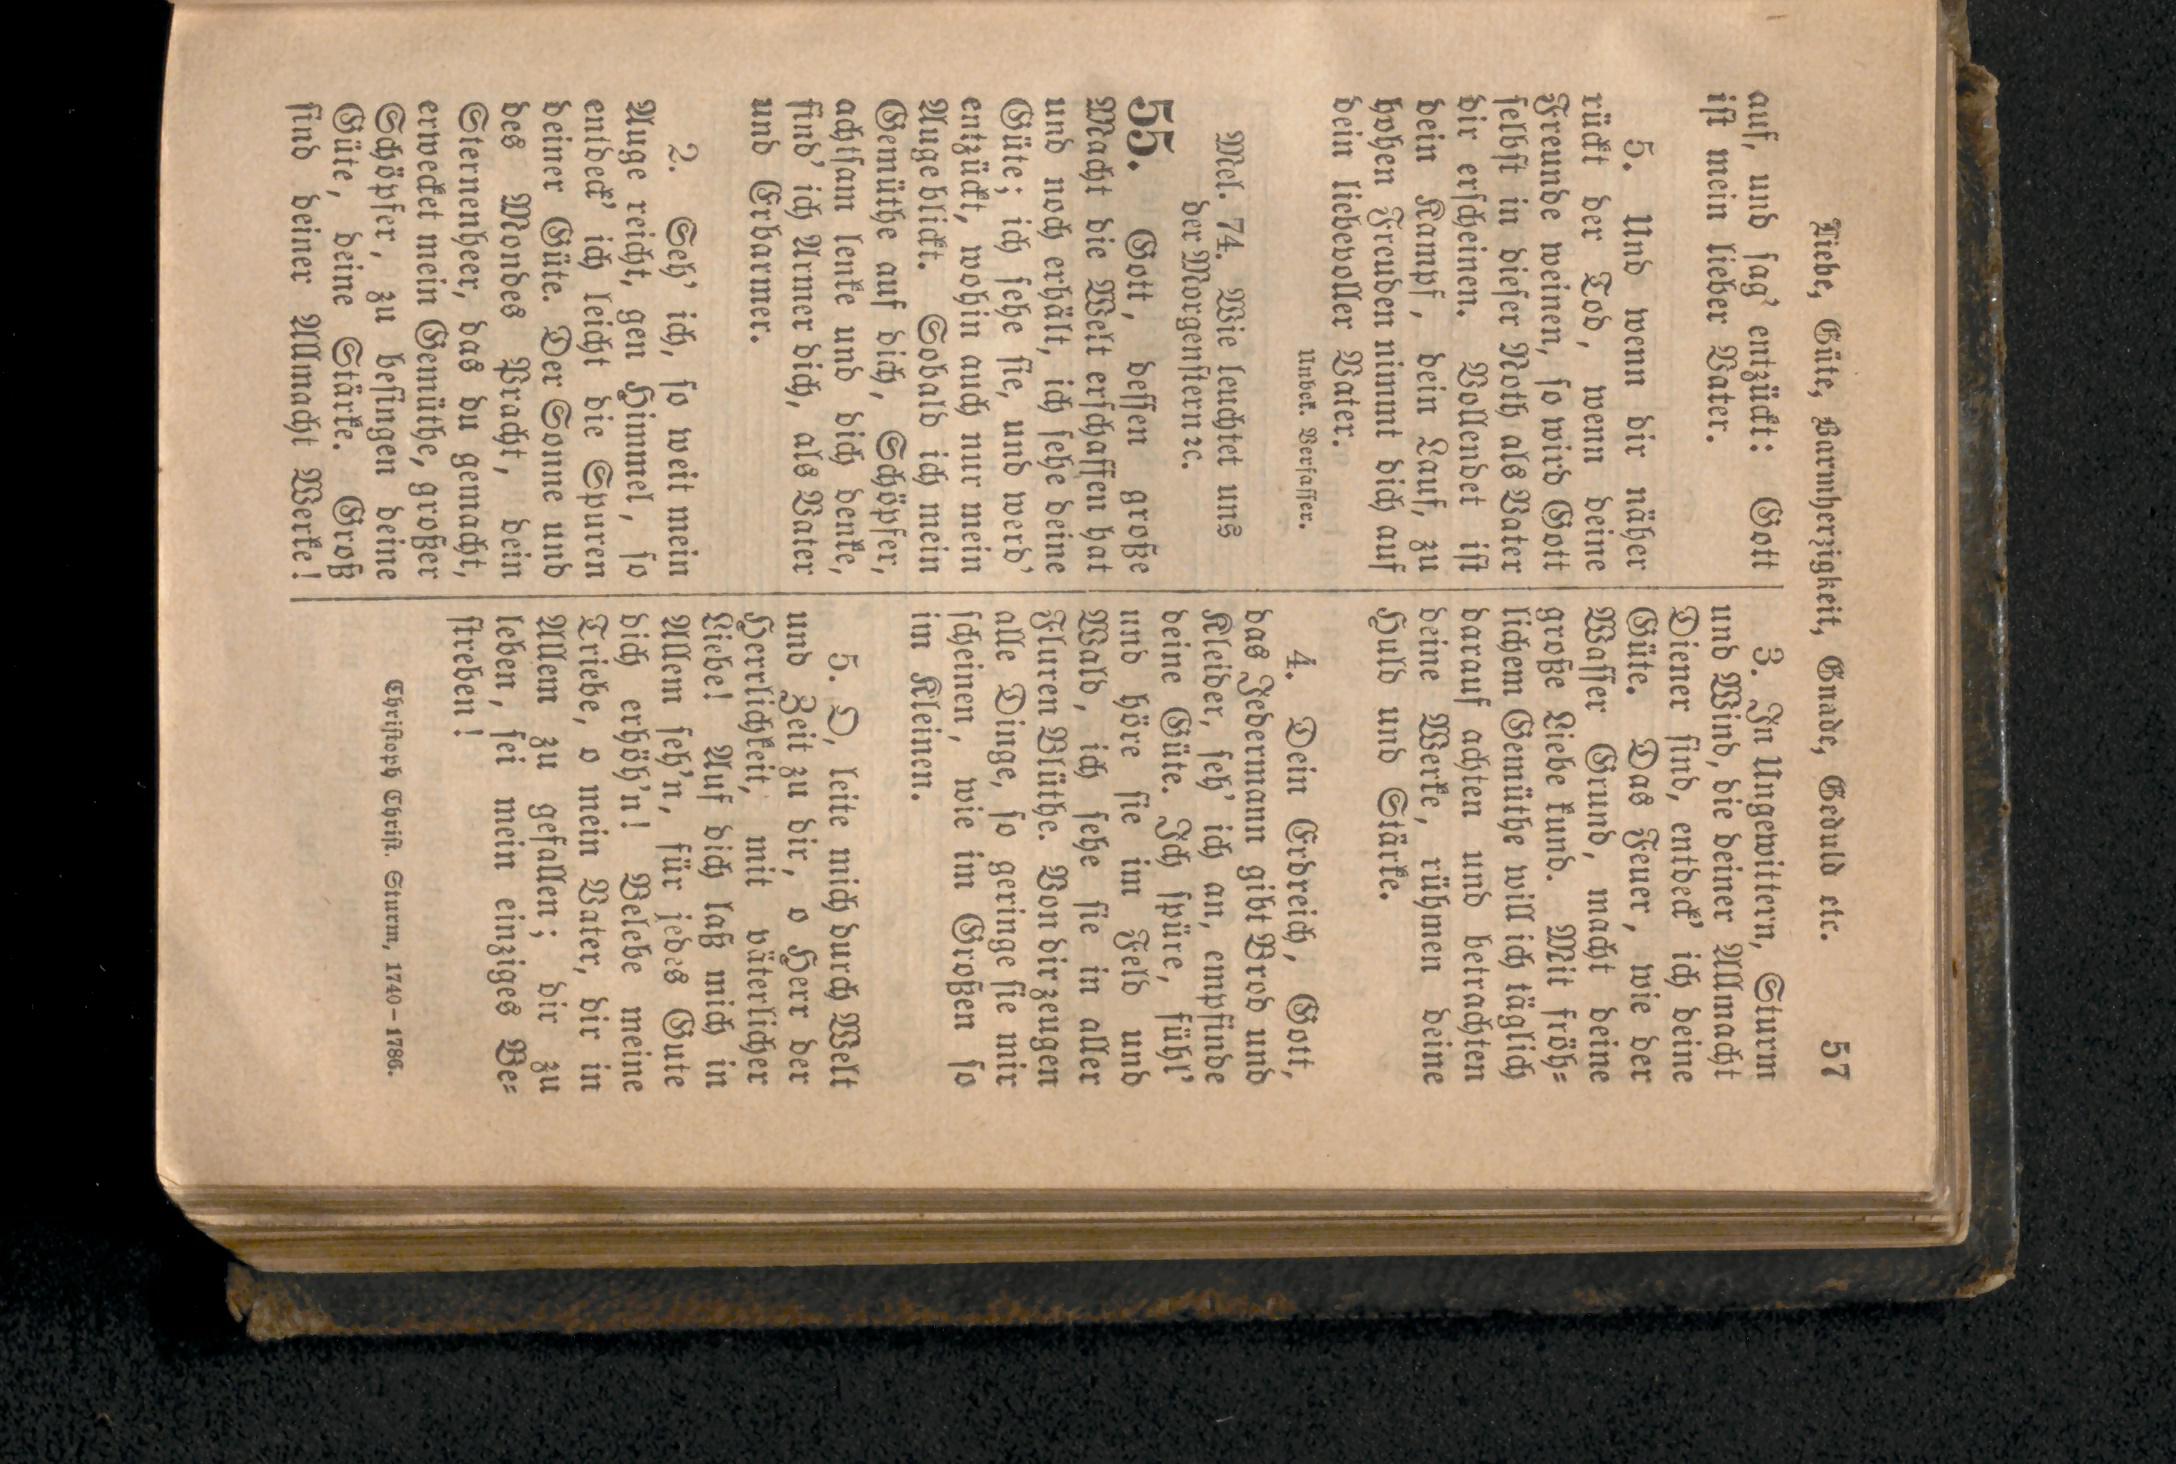 Liebe, Güte, Barmherzigkeit, Gnade, Geduld etc. 57
auf, und ſag' entzückt: Gott
iſt mein lieber Vater.
5. Und wenn dir näher
rückt der Tod, wenn deine
Freunde weinen, ſo wird Gott
ſelbſt in dieſer Noth als Vater
dir erſcheinen. Vollendet iſt
dein Kampf, dein Lauf, zu
hohen Freuden nimmt dich auf
dein liebevoller Vater.
Unbek. Verfaſſer.
Mel. 74. Wie leuchtet uns
der Morgenſtern ꝛc.
55. Gott, deſſen große
Macht die Welt erſchaffen hat
und noch erhält, ich ſehe deine
Güte; ich ſehe ſie, und werd'
entzückt, wohin auch nur mein
Auge blickt. Sobald ich mein
Gemüthe auf dich, Schöpfer,
achtſam lenke und dich denke,
find' ich Armer dich, als Vater
und Erbarmer.
2. Seh' ich, ſo weit mein
Auge reicht, gen Himmel, ſo
entdeck' ich leicht die Spuren
deiner Güte. Der Sonne und
des Mondes Pracht, dein
Sternenheer, das du gemacht,
erwecket mein Gemüthe, großer
Schöpfer, zu beſingen deine
Güte, deine Stärke. Groß
ſind deiner Allmacht Werke!
3. In Ungewittern, Sturm
und Wind, die deiner Allmacht
Diener ſind, entdeck' ich deine
Güte. Das Feuer, wie der
Waſſer Grund, macht deine
große Liebe kund. Mit fröh=
lichem Gemüthe will ich täglich
darauf achten und betrachten
deine Werke, rühmen deine
Huld und Stärke.
4. Dein Erdreich, Gott,
das Jedermann gibt Brod und
Kleider, ſeh' ich an, empfinde
deine Güte. Ich ſpüre, fühl'
und höre ſie im Feld und
Wald, ich ſehe ſie in aller
Fluren Blüthe. Von dir zeugen
alle Dinge, ſo geringe ſie mir
ſcheinen, wie im Großen ſo
im Kleinen.
5. O, leite mich durch Welt
und Zeit zu dir, o Herr der
Herrlichkeit, mit väterlicher
Liebe! Auf dich laß mich in
Allem ſeh'n, für jedes Gute
dich erhöh'n! Belebe meine
Triebe, o mein Vater, dir in
Allem zu gefallen; dir zu
leben, ſei mein einziges Be=
ſtreben!
Chriſtoph Chriſt. Sturm, 1740–1786.